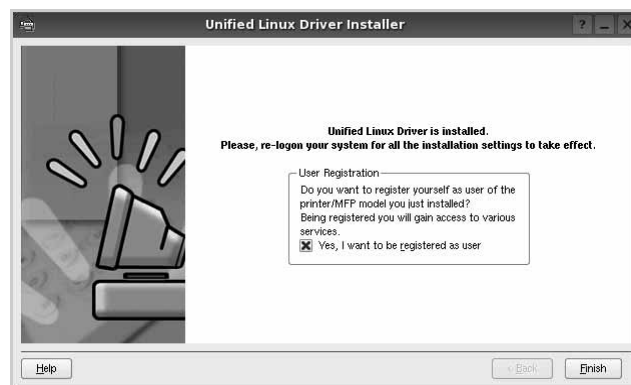 Unified Linux Driver Installer
?
Unified Linux Driver is installed.
Please, re-logon your system for all the installation settings to take effect.
User Registration
Do you want to register yourself as user of the
printer/MFP model you just installed?
Being registered you will gain access to various
services.
Yes, I want to be registered as user
Help
< Back
Finish